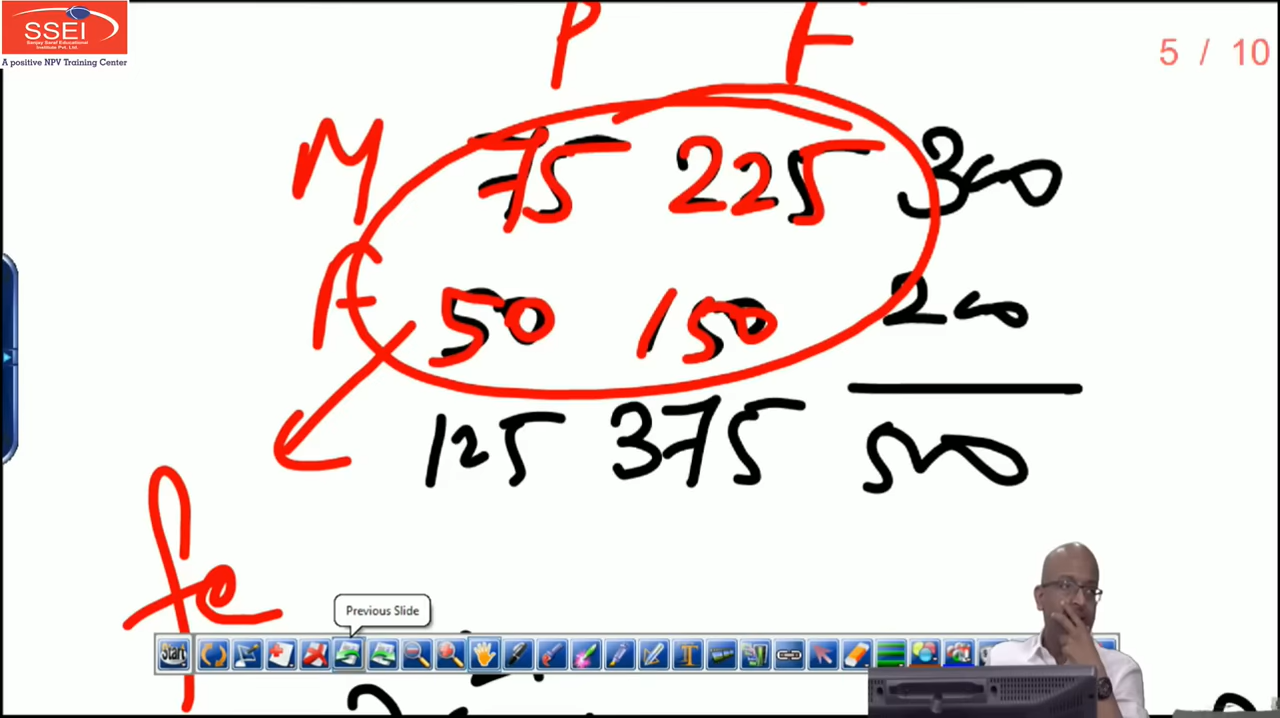 SSEI
Sanjay Saraf Educational
Institute Pvt. Ltd.
A positive NPV Training Center
5 / 10
P F
M 75 225 300
F 50 150 200
125 375 500
fe
Previous Slide
Start
T